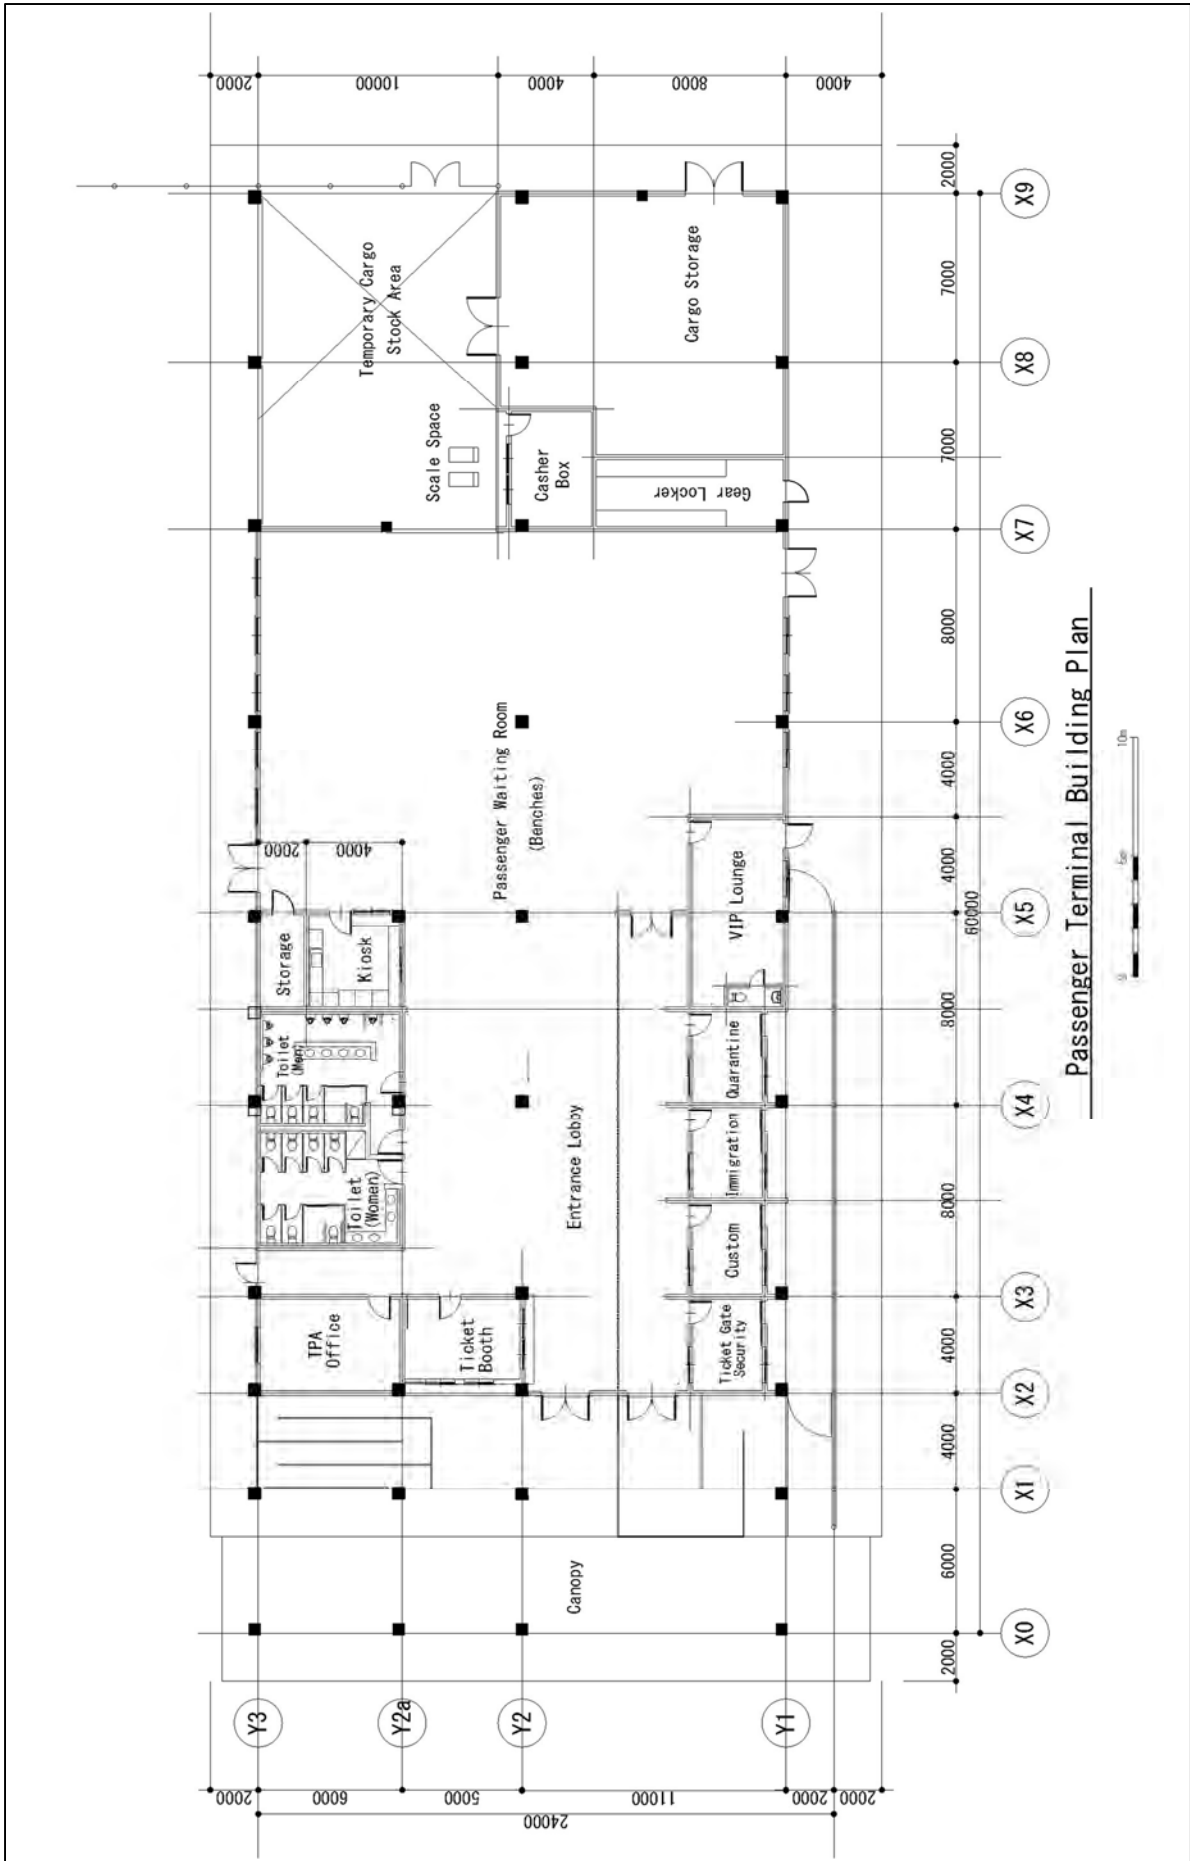 2000
10000
4000
8000
4000
2000
X9
7000
X8
7000
X7
8000
X6
4000
4000
X5
60000
8000
X4
8000
X3
4000
X2
4000
X1
6000
X0
2000
Temporary Cargo
Stock Area
Cargo Storage
Scale Space
Casher
Box
Gear Locker
Passenger Waiting Room
(Benches)
2000
4000
VIP Lounge
Storage
Kiosk
Toilet
(Men)
Quarantine
Immigration
Entrance Lobby
Toilet
(Women)
Custom
TPA
Office
Ticket
Booth
Ticket Gate
Security
Canopy
Y3
Y2a
Y2
Y1
2000
6000
5000
11000
2000
2000
24000
Passenger Terminal Building Plan
0
5m
10m